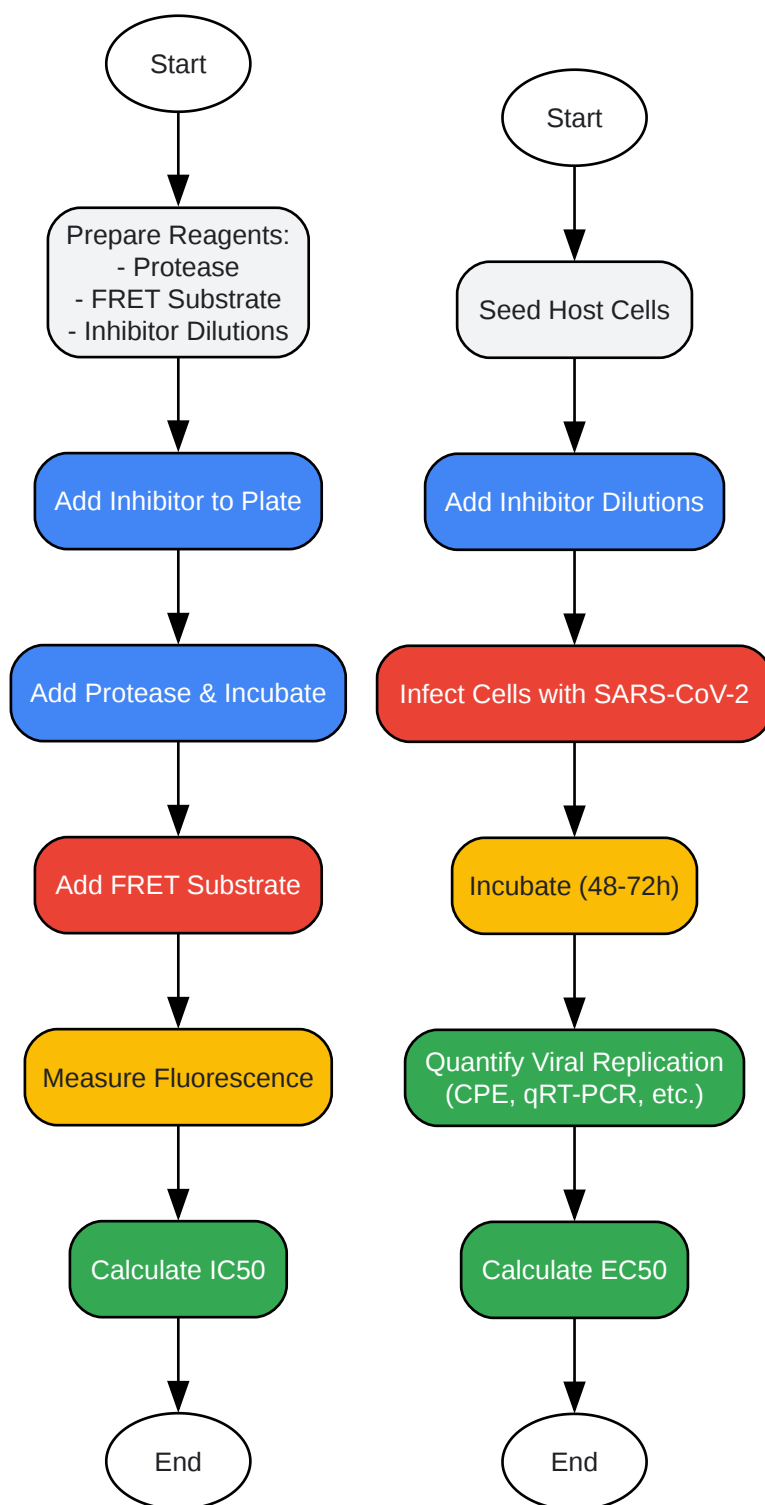 Start
Prepare Reagents:
- Protease
- FRET Substrate
- Inhibitor Dilutions
Add Inhibitor to Plate
Add Protease & Incubate
Add FRET Substrate
Measure Fluorescence
Calculate IC50
End
Start
Seed Host Cells
Add Inhibitor Dilutions
Infect Cells with SARS-CoV-2
Incubate (48-72h)
Quantify Viral Replication
(CPE, qRT-PCR, etc.)
Calculate EC50
End